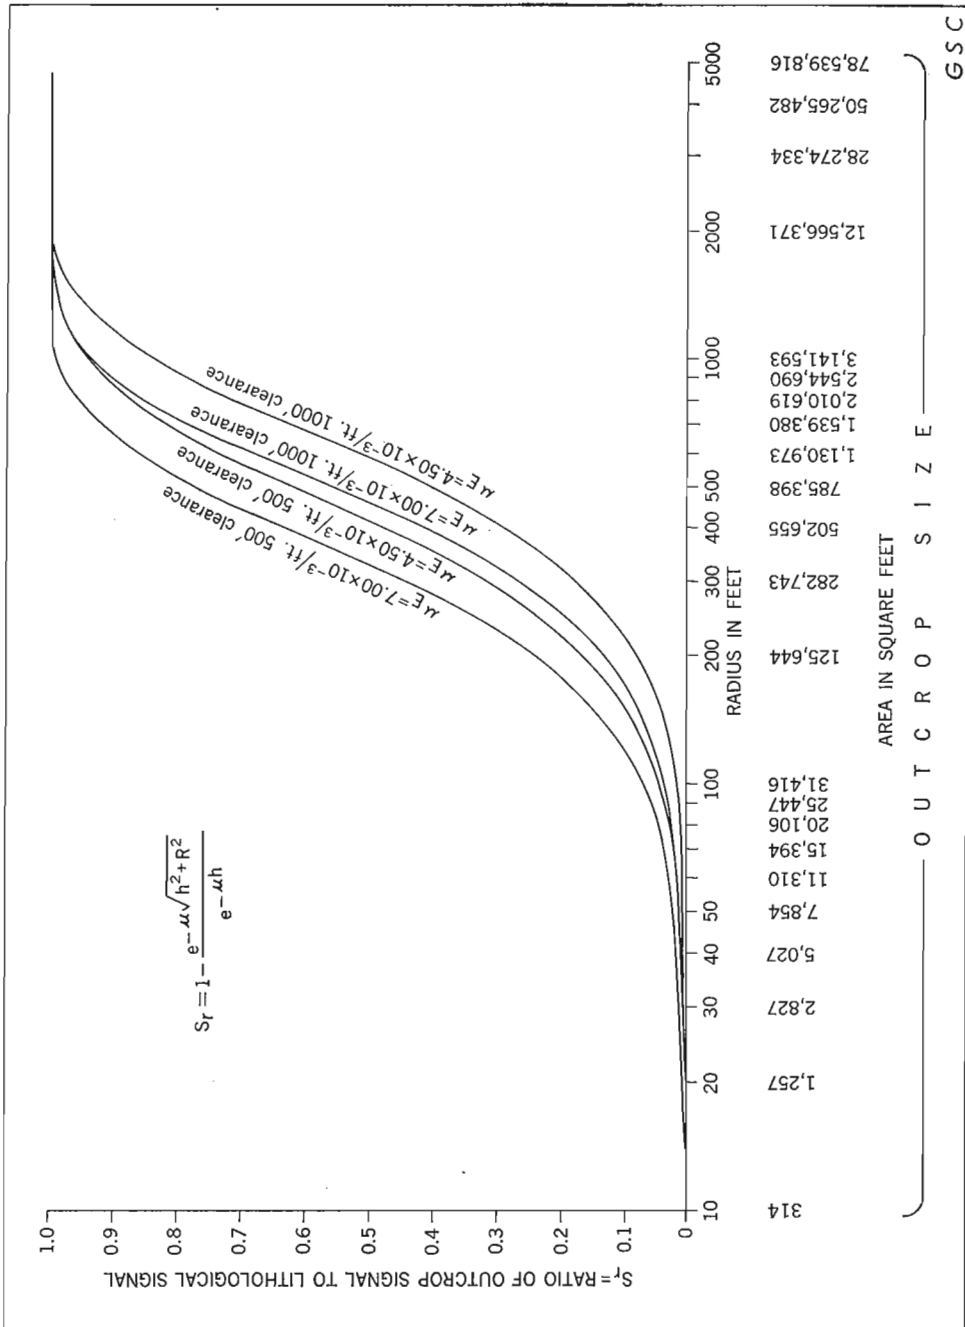 Sr = RATIO OF OUTCROP SIGNAL TO LITHOLOGICAL SIGNAL
1.0
0.9
0.8
0.7
0.6
0.5
0.4
0.3
0.2
0.1
0
Sr = 1 - e-μ√h²+R² / e-μh
μE=7.00×10⁻³/ft. 500′ clearance
μE=4.50×10⁻³/ft. 500′ clearance
μE=7.00×10⁻³/ft. 1000′ clearance
μE=4.50×10⁻³/ft. 1000′ clearance
10 20 30 40 50 100 200 300 400 500 1000 2000 5000
RADIUS IN FEET
314 1,257 2,827 5,027 7,854 11,310 15,394 20,106 25,447 31,416 125,644 282,743 502,655 785,398 1,130,973 1,539,380 2,010,619 2,544,690 3,141,593 12,566,371 28,274,334 50,265,482 78,539,816
AREA IN SQUARE FEET
OUTCROP SIZE
GSC